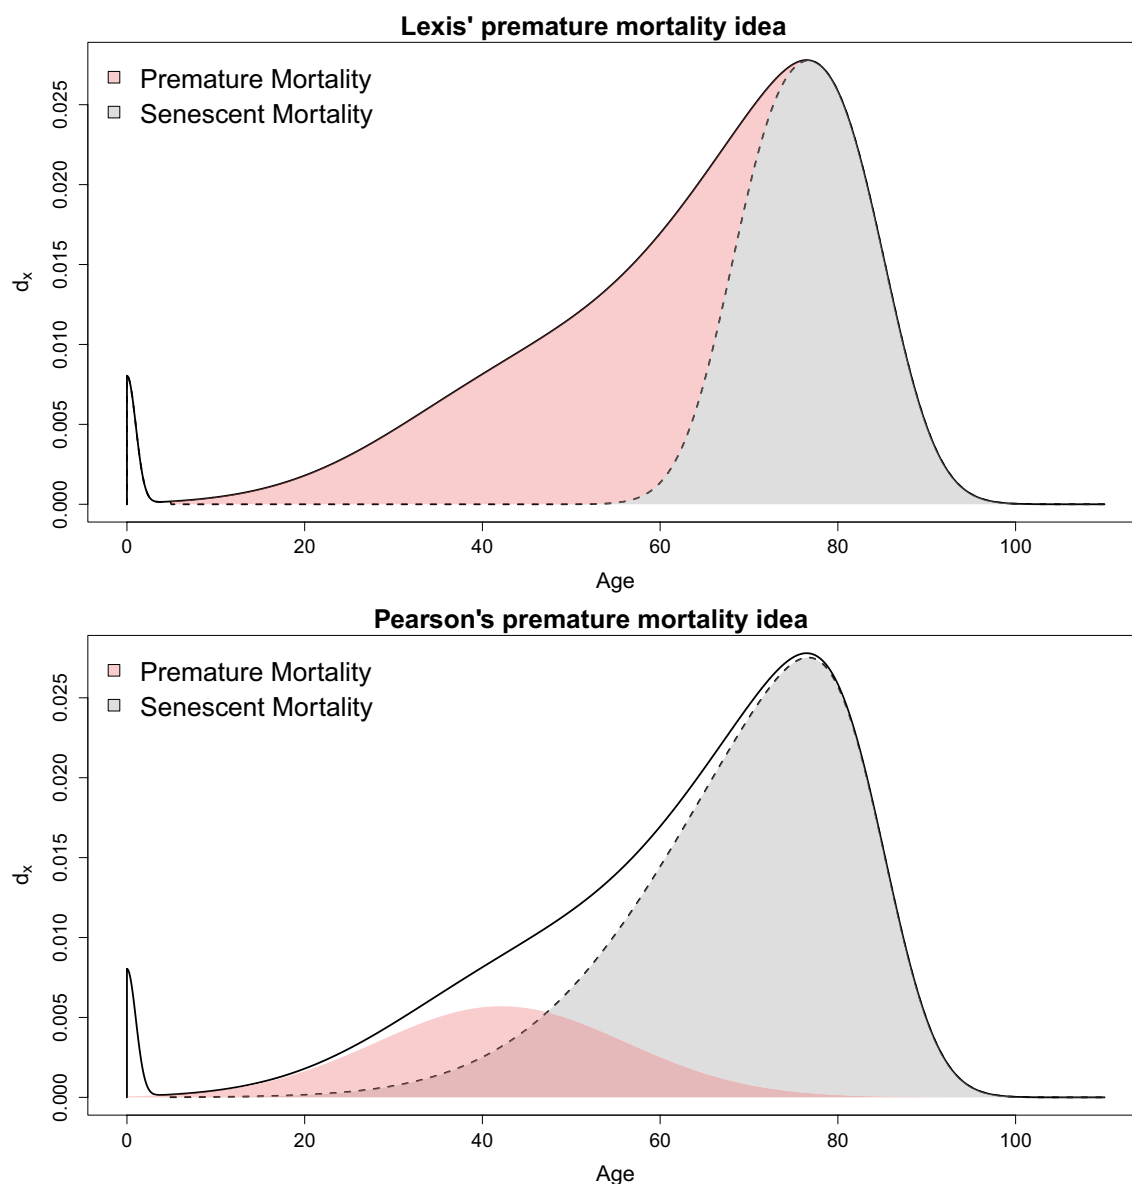 Lexis' premature mortality idea
Premature Mortality
Senescent Mortality
0.025
0.020
0.015
0.010
0.005
0.000
dx
0 20 40 60 80 100
Age
Pearson's premature mortality idea
Premature Mortality
Senescent Mortality
0.025
0.020
0.015
0.010
0.005
0.000
dx
0 20 40 60 80 100
Age